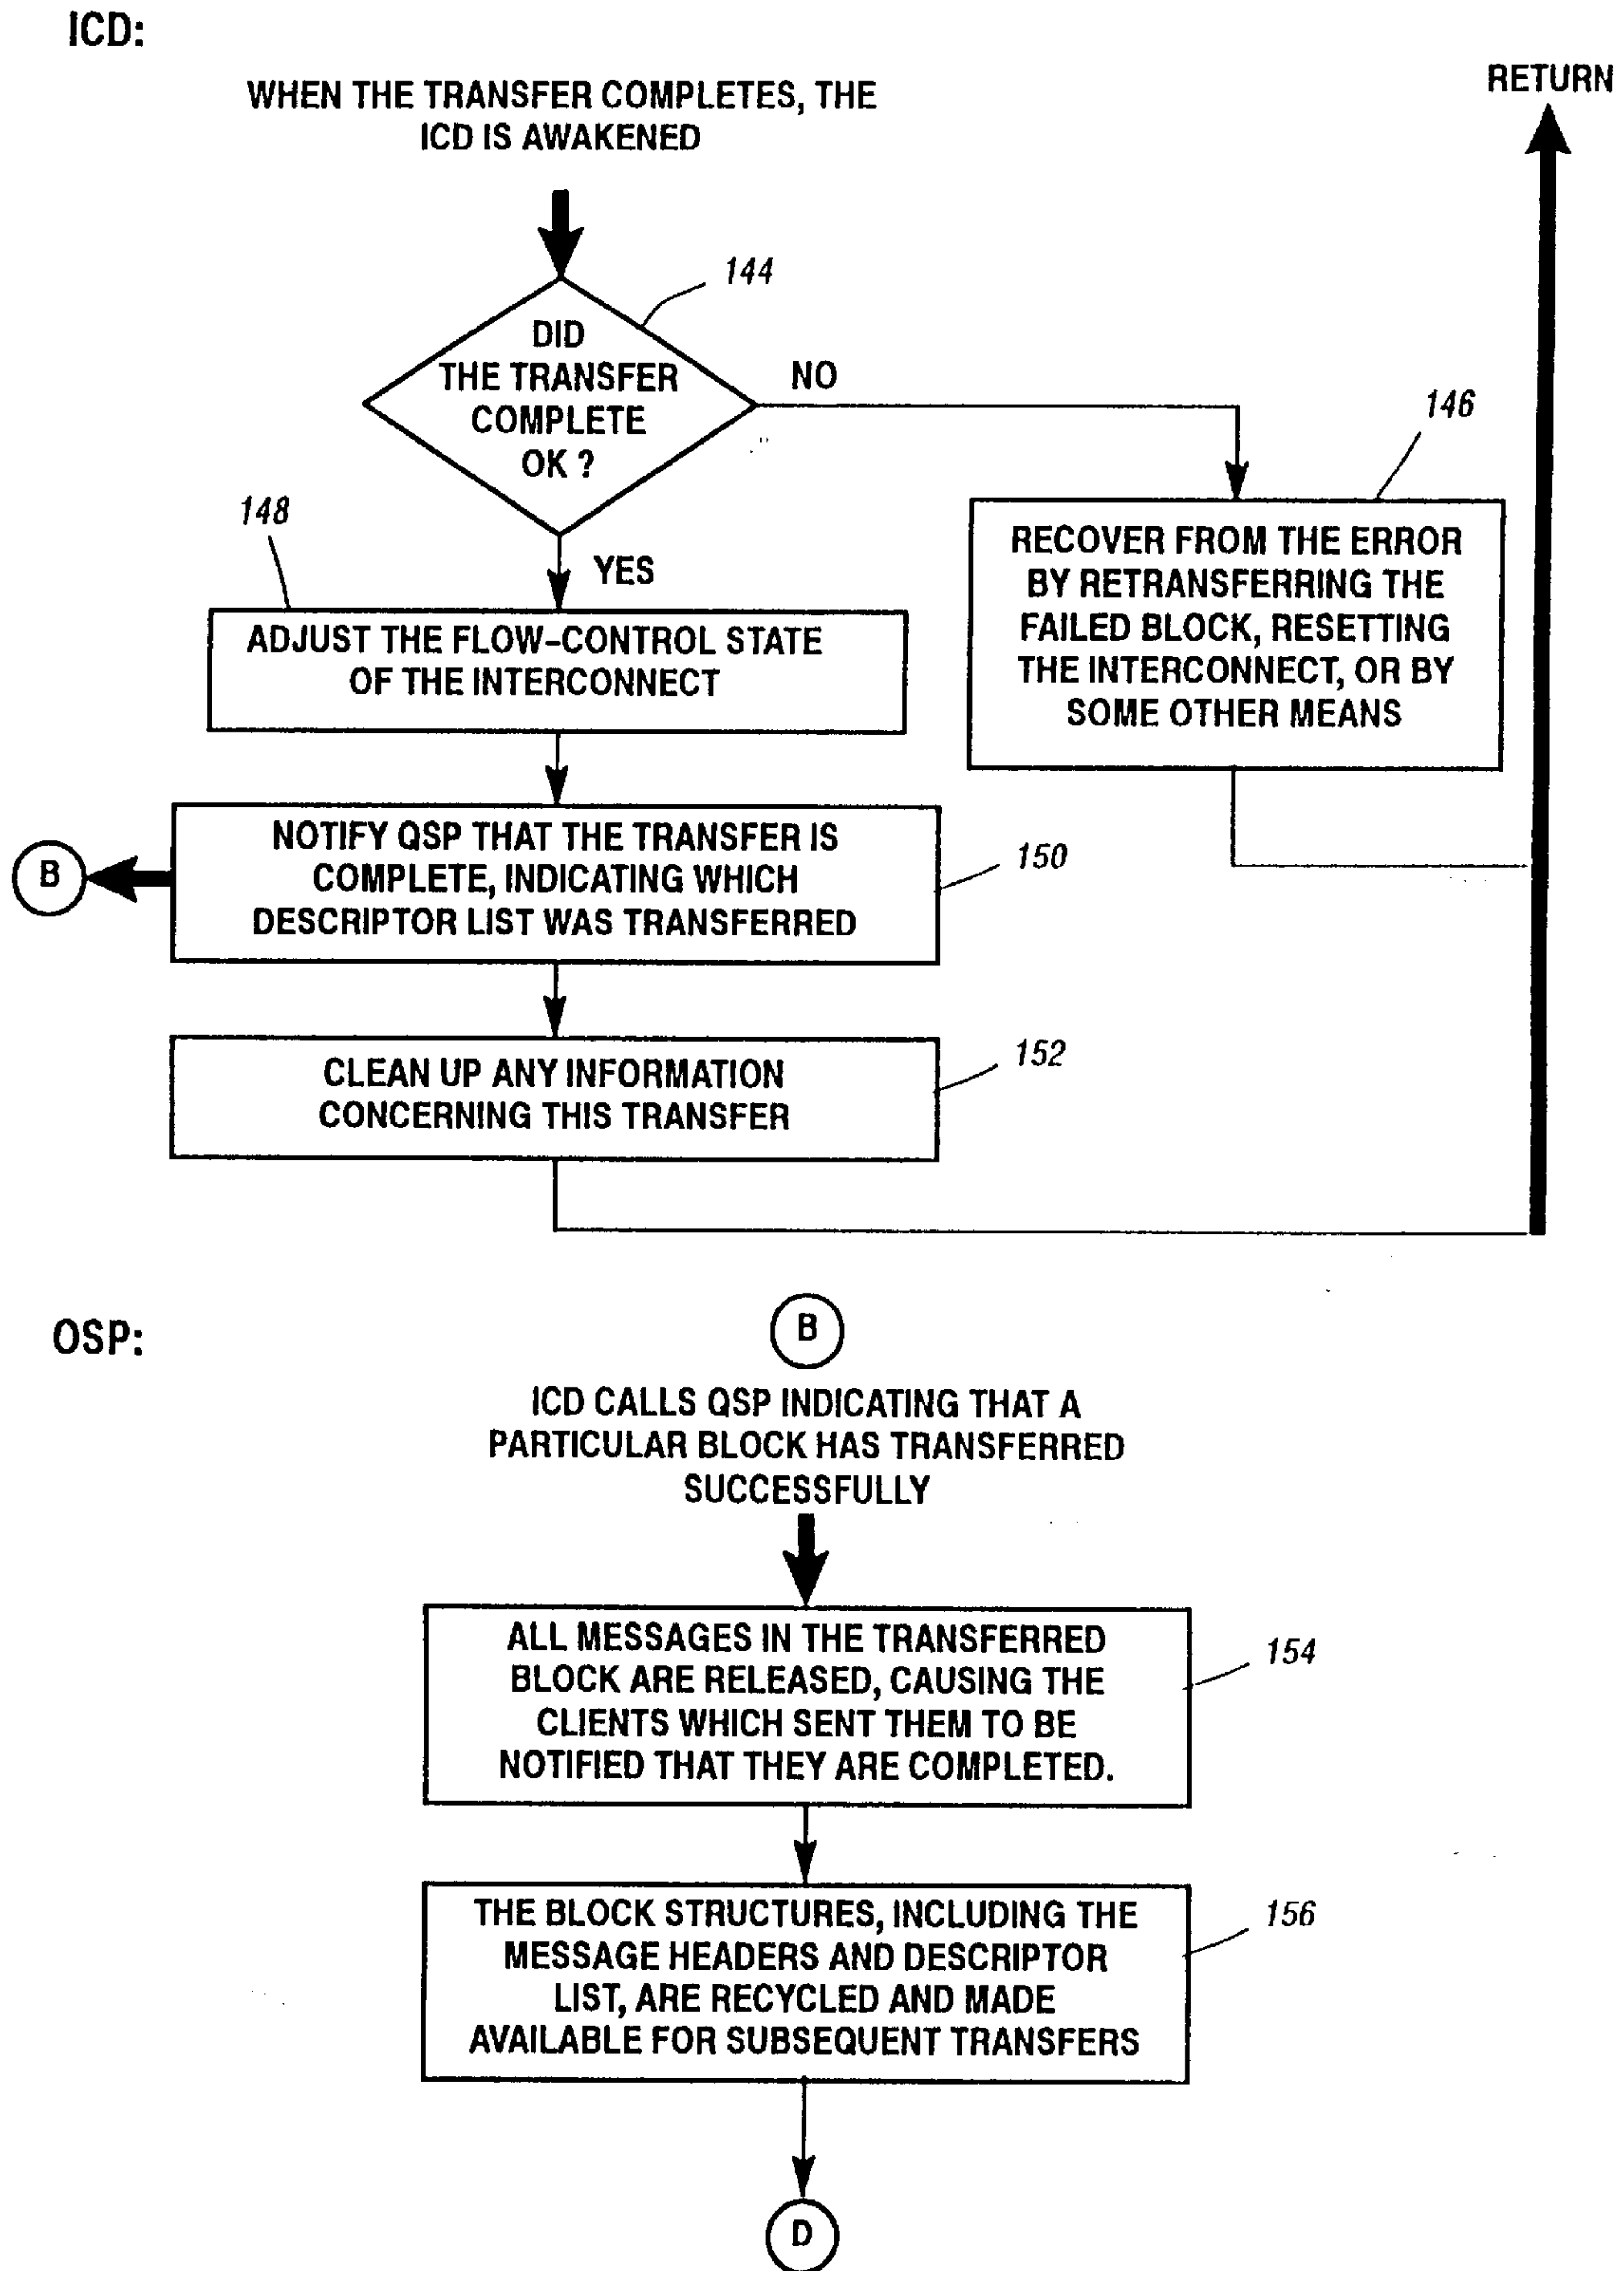 ICD:
RETURN
WHEN THE TRANSFER COMPLETES, THE
ICD IS AWAKENED
144
DID
THE TRANSFER
COMPLETE
OK ?
NO
146
148
YES
RECOVER FROM THE ERROR
BY RETRANSFERRING THE
FAILED BLOCK, RESETTING
THE INTERCONNECT, OR BY
SOME OTHER MEANS
ADJUST THE FLOW-CONTROL STATE
OF THE INTERCONNECT
B
NOTIFY QSP THAT THE TRANSFER IS
COMPLETE, INDICATING WHICH
DESCRIPTOR LIST WAS TRANSFERRED
150
CLEAN UP ANY INFORMATION
CONCERNING THIS TRANSFER
152
OSP:
B
ICD CALLS QSP INDICATING THAT A
PARTICULAR BLOCK HAS TRANSFERRED
SUCCESSFULLY
ALL MESSAGES IN THE TRANSFERRED
BLOCK ARE RELEASED, CAUSING THE
CLIENTS WHICH SENT THEM TO BE
NOTIFIED THAT THEY ARE COMPLETED.
154
THE BLOCK STRUCTURES, INCLUDING THE
MESSAGE HEADERS AND DESCRIPTOR
LIST, ARE RECYCLED AND MADE
AVAILABLE FOR SUBSEQUENT TRANSFERS
156
D